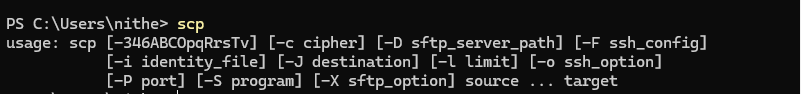 PS C:\Users\nithe> scp
usage: scp [-346ABCOpqRrsTv] [-c cipher] [-D sftp_server_path] [-F ssh_config]
           [-i identity_file] [-J destination] [-l limit] [-o ssh_option]
           [-P port] [-S program] [-X sftp_option] source ... target